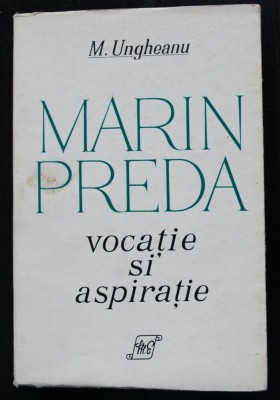 M. Ungheanu
MARIN
PREDA
vocație
și
aspirație